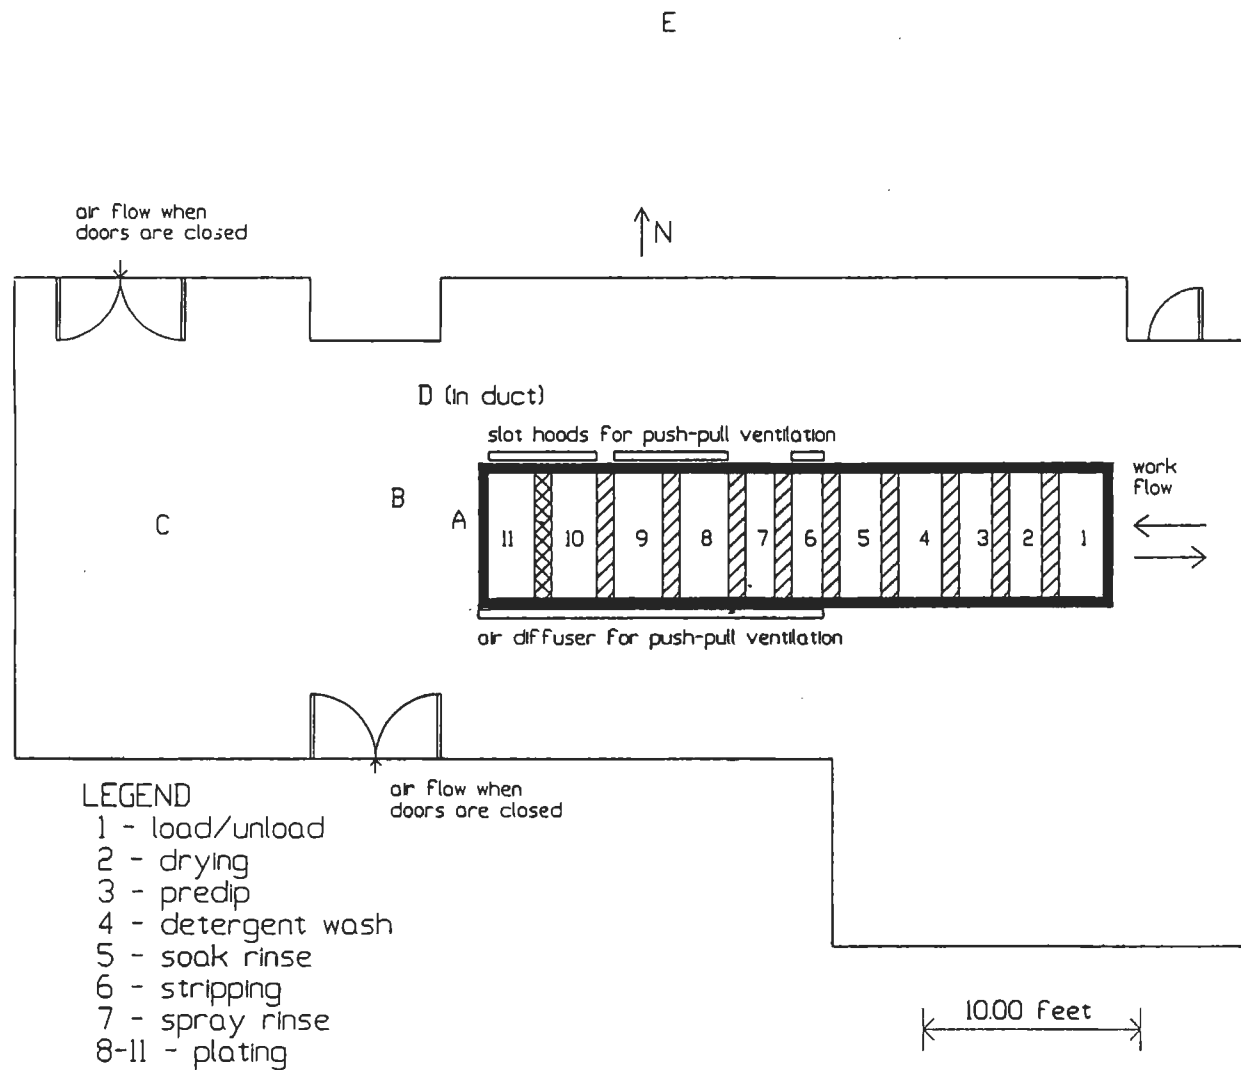 E
air flow when
doors are closed
N
D (in duct)
slot hoods for push-pull ventilation
work
flow
C
B
A
11 10 9 8 7 6 5 4 3 2 1
air diffuser for push-pull ventilation
air flow when
doors are closed
LEGEND
1 - load/unload
2 - drying
3 - predip
4 - detergent wash
5 - soak rinse
6 - stripping
7 - spray rinse
8-11 - plating
10.00 Feet